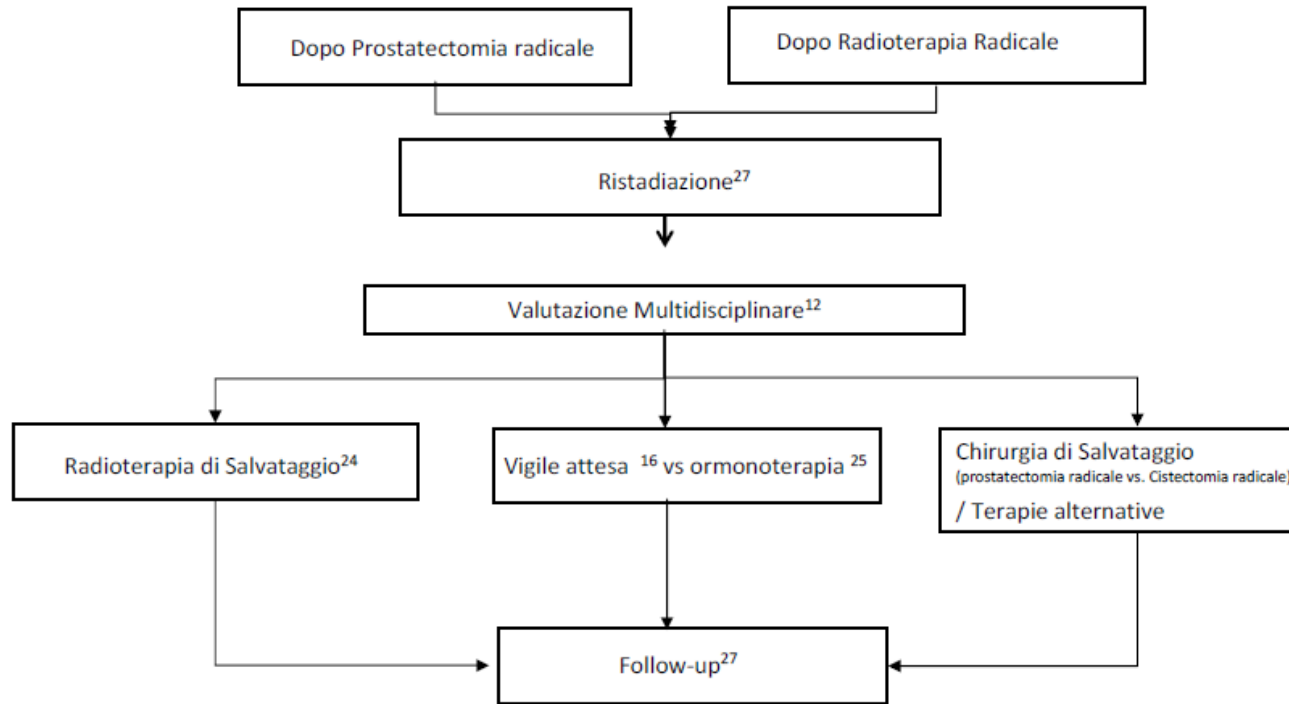 Dopo Prostatectomia radicale
Dopo Radioterapia Radicale
Ristadiazione²⁷
Valutazione Multidisciplinare¹²
Radioterapia di Salvataggio²⁴
Vigile attesa ¹⁶ vs ormonoterapia ²⁵
Chirurgia di Salvataggio
(prostatectomia radicale vs. Cistectomia radicale)
/ Terapie alternative
Follow-up²⁷